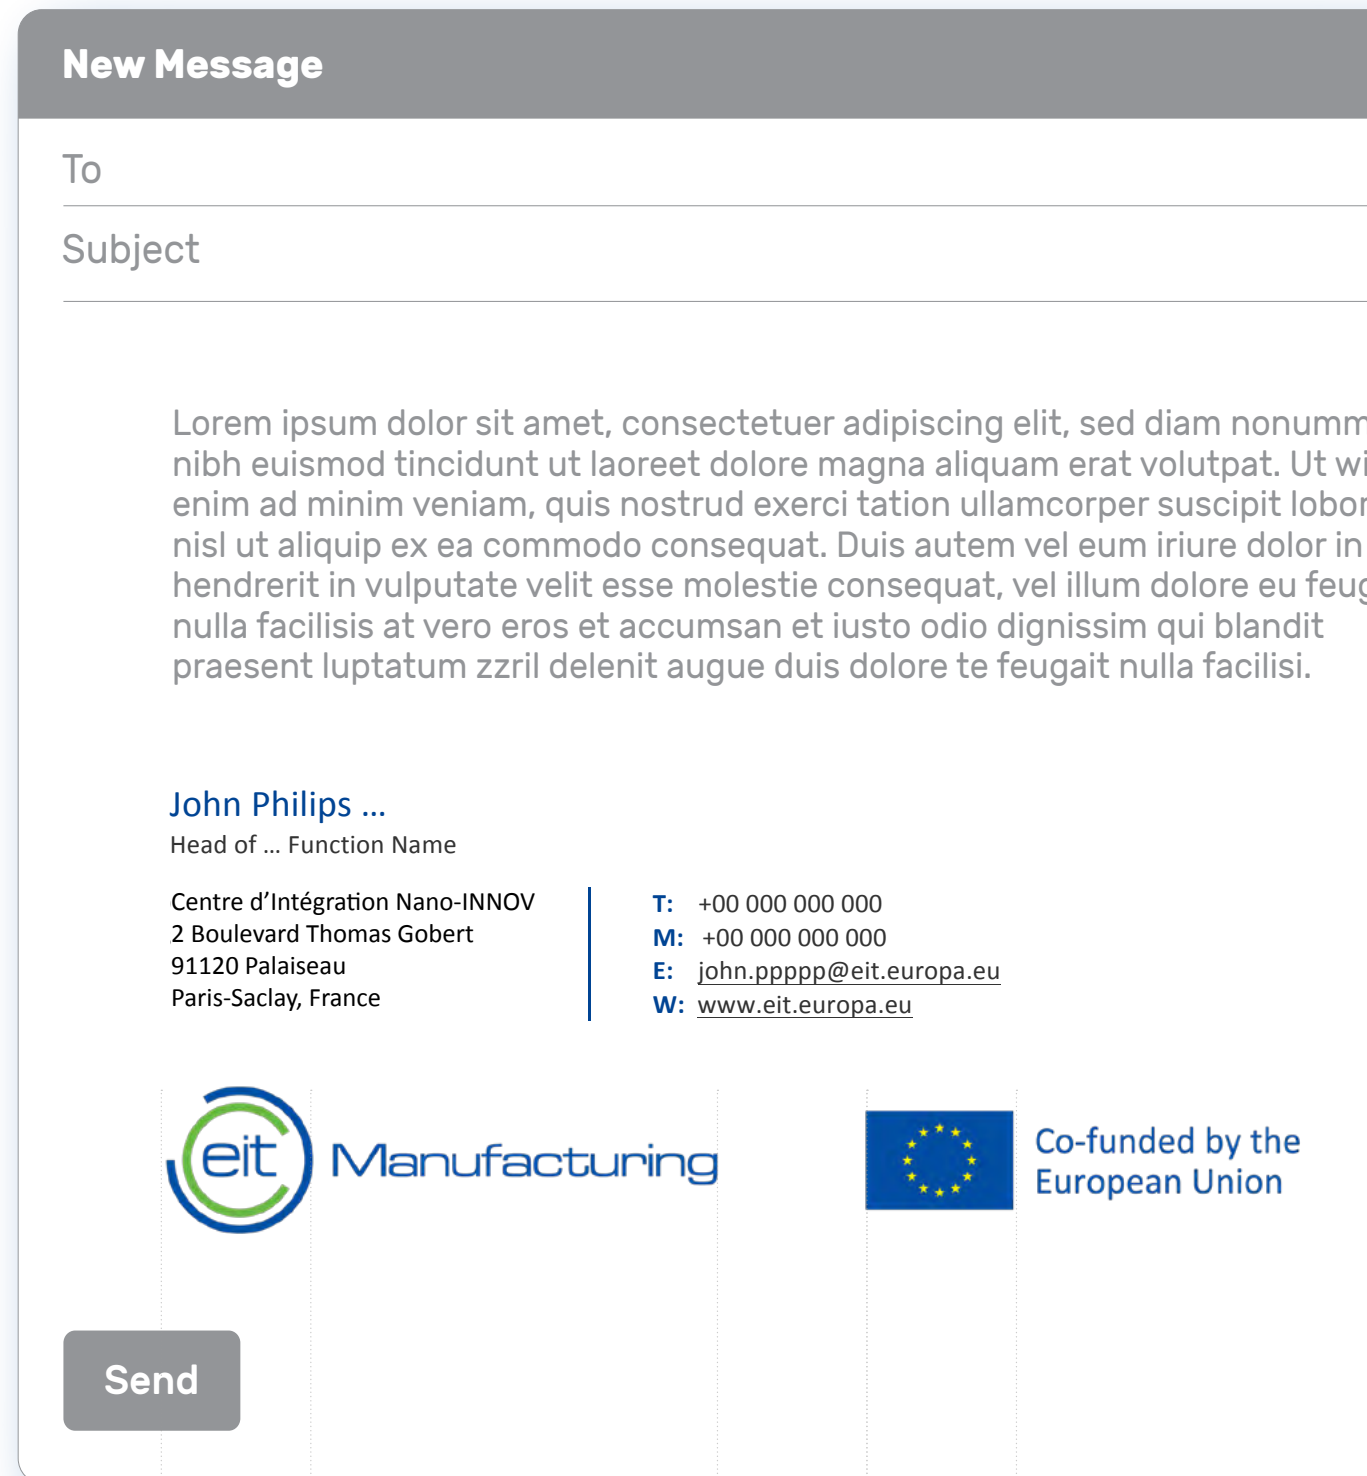 New Message
To
Subject
Lorem ipsum dolor sit amet, consectetuer adipiscing elit, sed diam nonumm
nibh euismod tincidunt ut laoreet dolore magna aliquam erat volutpat. Ut wi
enim ad minim veniam, quis nostrud exerci tation ullamcorper suscipit lobor
nisl ut aliquip ex ea commodo consequat. Duis autem vel eum iriure dolor in
hendrerit in vulputate velit esse molestie consequat, vel illum dolore eu feug
nulla facilisis at vero eros et accumsan et iusto odio dignissim qui blandit
praesent luptatum zzril delenit augue duis dolore te feugait nulla facilisi.
John Philips ...
Head of ... Function Name
Centre d’Intégration Nano-INNOV
2 Boulevard Thomas Gobert
91120 Palaiseau
Paris-Saclay, France
T: +00 000 000 000
M: +00 000 000 000
E: john.ppppp@eit.europa.eu
W: www.eit.europa.eu
eit Manufacturing
Co-funded by the
European Union
Send